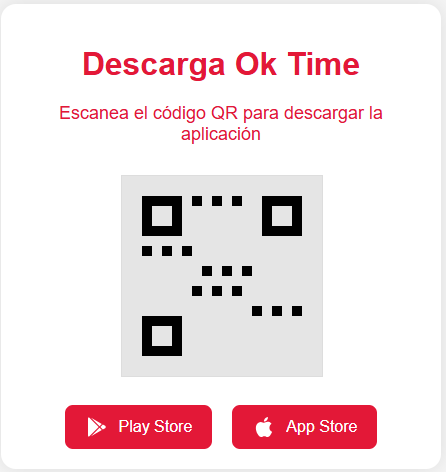 Descarga Ok Time
Escanea el código QR para descargar la
aplicación
Play Store
App Store